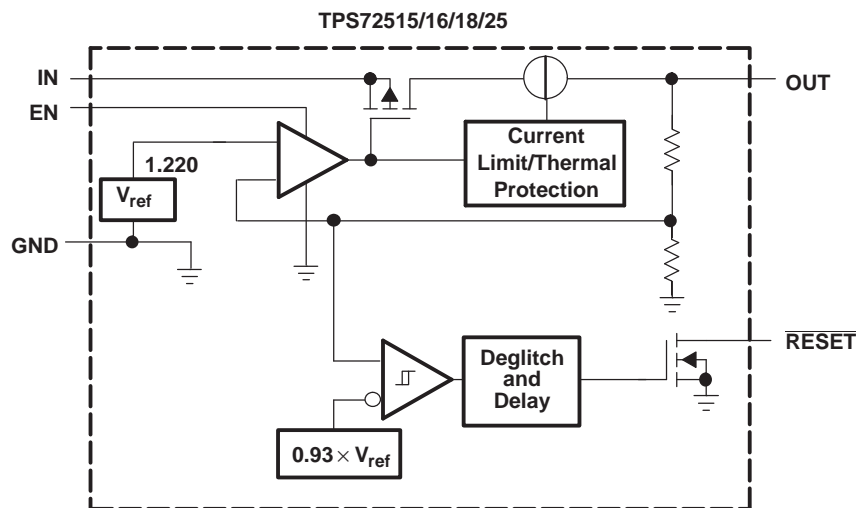 TPS72515/16/18/25
IN
OUT
EN
Current
Limit/Thermal
Protection
1.220
Vref
GND
RESET
Deglitch
and
Delay
0.93 × Vref